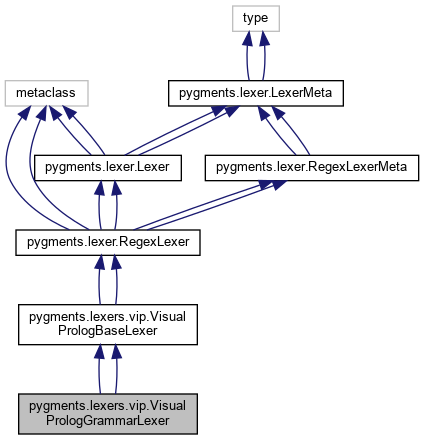 type
metaclass
pygments.lexer.LexerMeta
pygments.lexer.Lexer
pygments.lexer.RegexLexerMeta
pygments.lexer.RegexLexer
pygments.lexers.vip.Visual
PrologBaseLexer
pygments.lexers.vip.Visual
PrologGrammarLexer